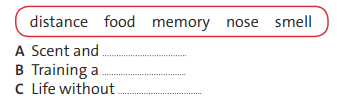 distance food memory nose smell
A Scent and ..............................
B Training a ..............................
C Life without ..............................